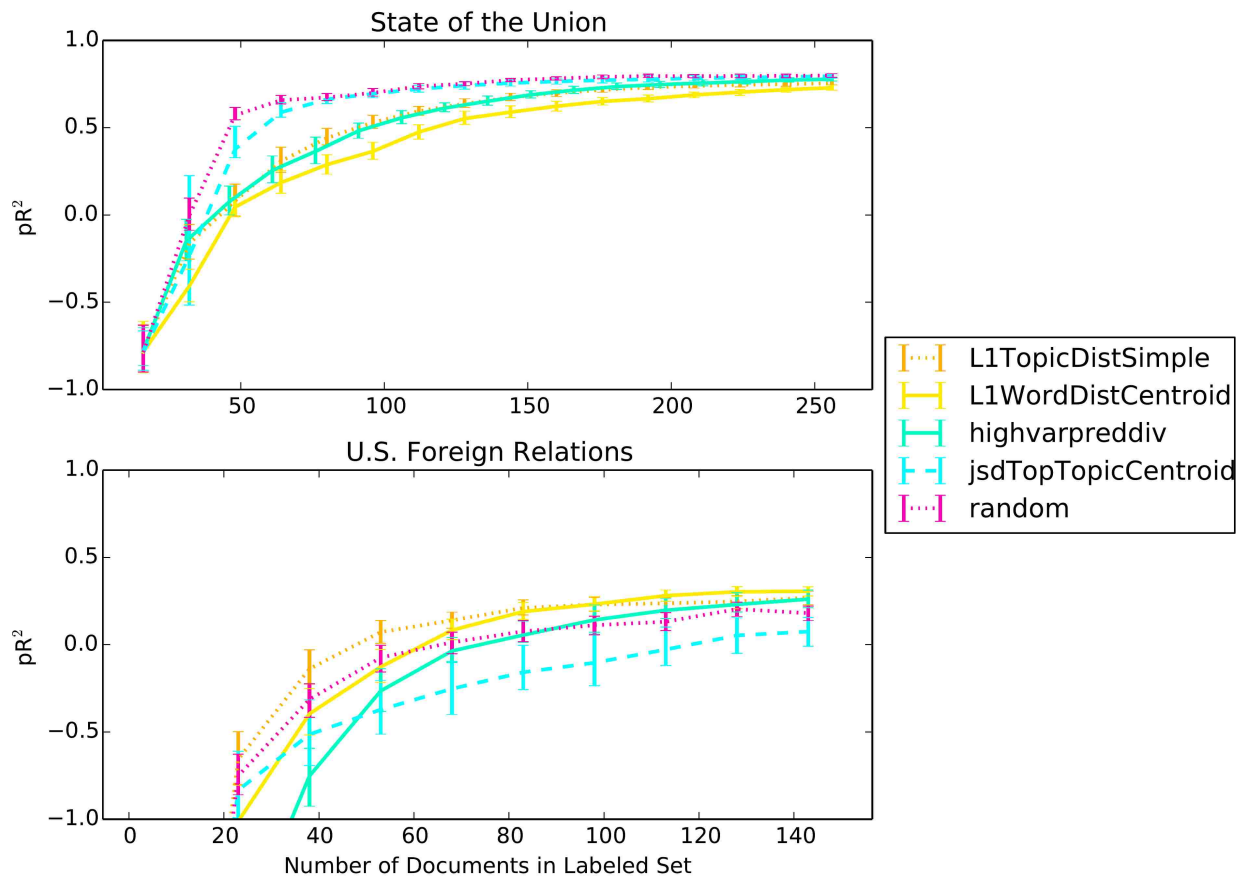 State of the Union
1.0
0.5
0.0
−0.5
−1.0
pR²
50
100
150
200
250
L1TopicDistSimple
L1WordDistCentroid
highvarpreddiv
jsdTopTopicCentroid
random
U.S. Foreign Relations
1.0
0.5
0.0
−0.5
−1.0
pR²
0
20
40
60
80
100
120
140
Number of Documents in Labeled Set